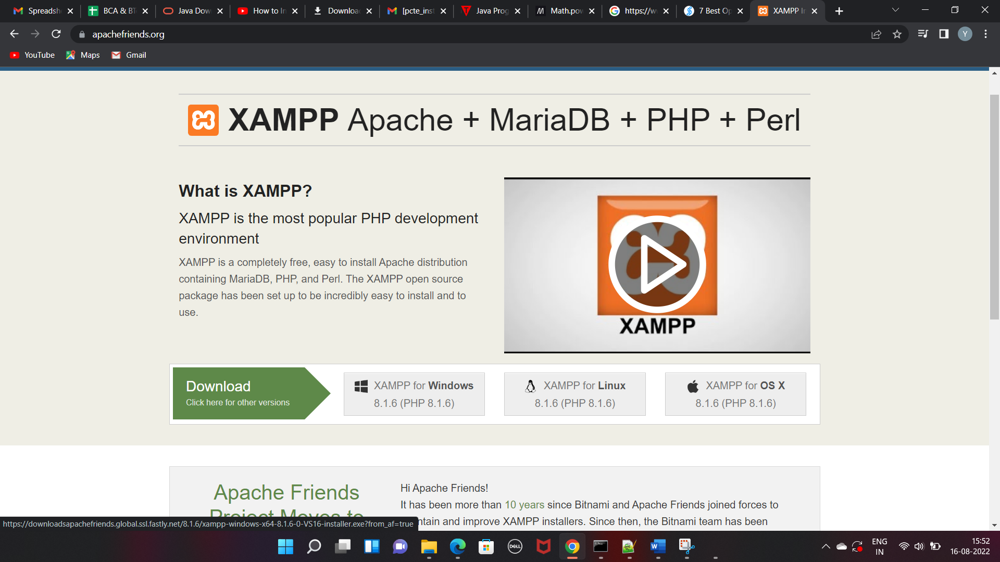 Spreadsh
BCA & BT
Java Dow
How to In
Downloa
[pcte_inst
Java Prog
Math.pow
https://w
7 Best Op
XAMPP In
apachefriends.org
Y
YouTube
Maps
Gmail
XAMPP Apache + MariaDB + PHP + Perl
What is XAMPP?
XAMPP is the most popular PHP development
environment
XAMPP is a completely free, easy to install Apache distribution
containing MariaDB, PHP, and Perl. The XAMPP open source
package has been set up to be incredibly easy to install and to
use.
XAMPP
Download
Click here for other versions
XAMPP for Windows
8.1.6 (PHP 8.1.6)
XAMPP for Linux
8.1.6 (PHP 8.1.6)
XAMPP for OS X
8.1.6 (PHP 8.1.6)
Apache Friends
Project Moves to
Hi Apache Friends!
It has been more than 10 years since Bitnami and Apache Friends joined forces to
ntain and improve XAMPP installers. Since then, the Bitnami team has been
https://downloadsapachefriends.global.ssl.fastly.net/8.1.6/xampp-windows-x64-8.1.6-0-VS16-installer.exe?from_af=true
DELL
W
ENG
IN
15:52
16-08-2022